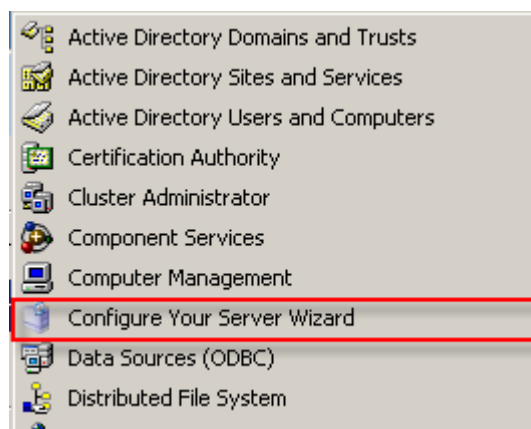 Active Directory Domains and Trusts
Active Directory Sites and Services
Active Directory Users and Computers
Certification Authority
Cluster Administrator
Component Services
Computer Management
Configure Your Server Wizard
Data Sources (ODBC)
Distributed File System